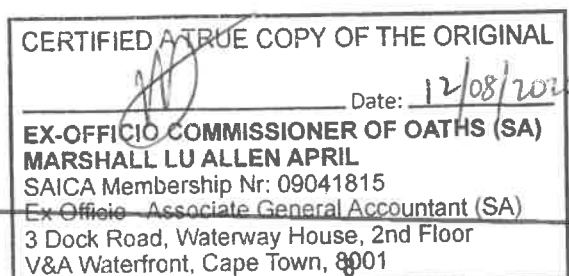 CERTIFIED A TRUE COPY OF THE ORIGINAL
Date: 12/08/202
EX-OFFICIO COMMISSIONER OF OATHS (SA)
MARSHALL LU ALLEN APRIL
SAICA Membership Nr: 09041815
Ex Officio - Associate General Accountant (SA)
3 Dock Road, Waterway House, 2nd Floor
V&A Waterfront, Cape Town, 8001